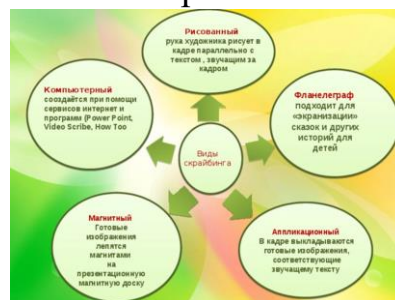 Рисованный
рука художника рисует в
кадре параллельно с
текстом , звучащим за
кадром
Компьютерный
создаётся при помощи
сервисов интернет и
программ (Power Point,
Video Scribe, How Too
Фланелеграф
подходит для
«экранизации»
сказок и других
историй для
детей
Виды
скрайбинга
Магнитный
Готовые
изображения
лепятся
магнитами
на
презентационную
магнитную доску
Аппликационный
В кадре выкладываются
готовые изображения,
соответствующие
звучащему тексту